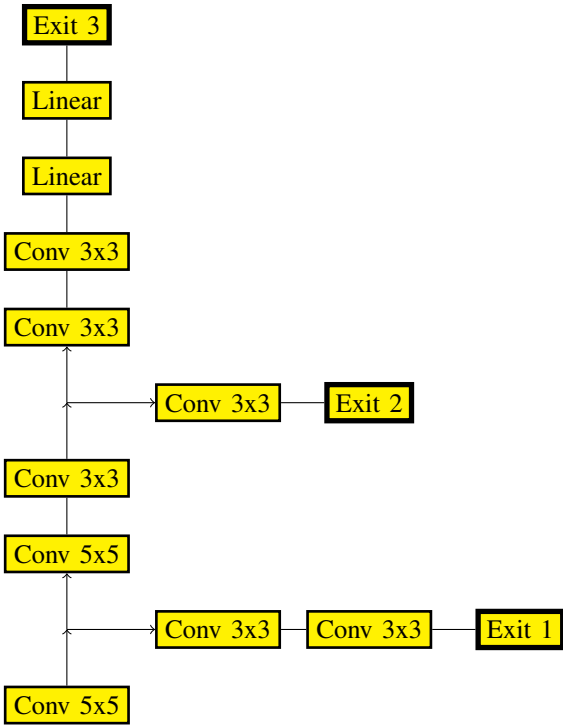 Exit 3
Linear
Linear
Conv 3x3
Conv 3x3
Conv 3x3 Exit 2
Conv 3x3
Conv 5x5
Conv 3x3 Conv 3x3 Exit 1
Conv 5x5